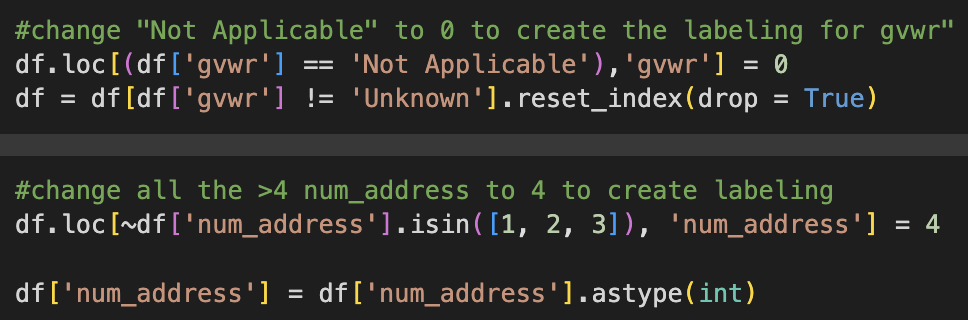 #change "Not Applicable" to 0 to create the labeling for gvwr"
df.loc[(df['gvwr'] == 'Not Applicable'),'gvwr'] = 0
df = df[df['gvwr'] != 'Unknown'].reset_index(drop = True)
#change all the >4 num_address to 4 to create labeling
df.loc[~df['num_address'].isin([1, 2, 3]), 'num_address'] = 4
df['num_address'] = df['num_address'].astype(int)